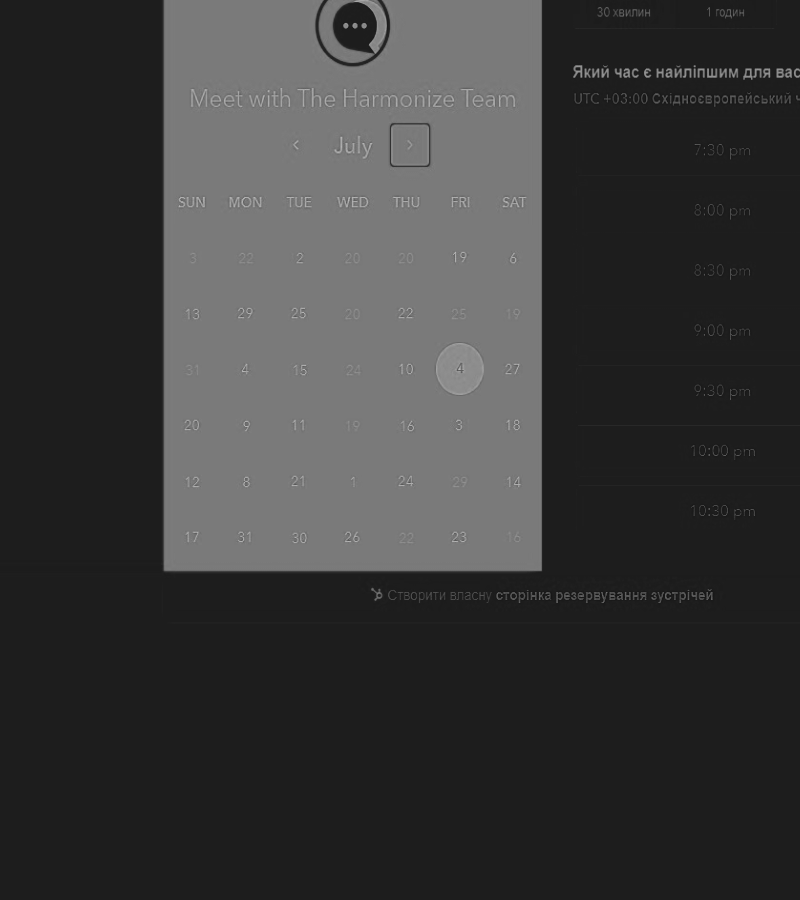 30 хвилин 1 годин
Meet with The Harmonize Team
‹ July ›
SUN MON TUE WED THU FRI SAT
3 22 2 20 20 19 6
13 29 25 20 22 25 19
31 4 15 24 10 4 27
20 9 11 19 16 3 18
12 8 21 1 24 29 14
17 31 30 26 22 23 16
Який час є найліпшим для вас
UTC +03:00 Східноєвропейський ч
7:30 pm
8:00 pm
8:30 pm
9:00 pm
9:30 pm
10:00 pm
10:30 pm
Створити власну сторінка резервування зустрічей